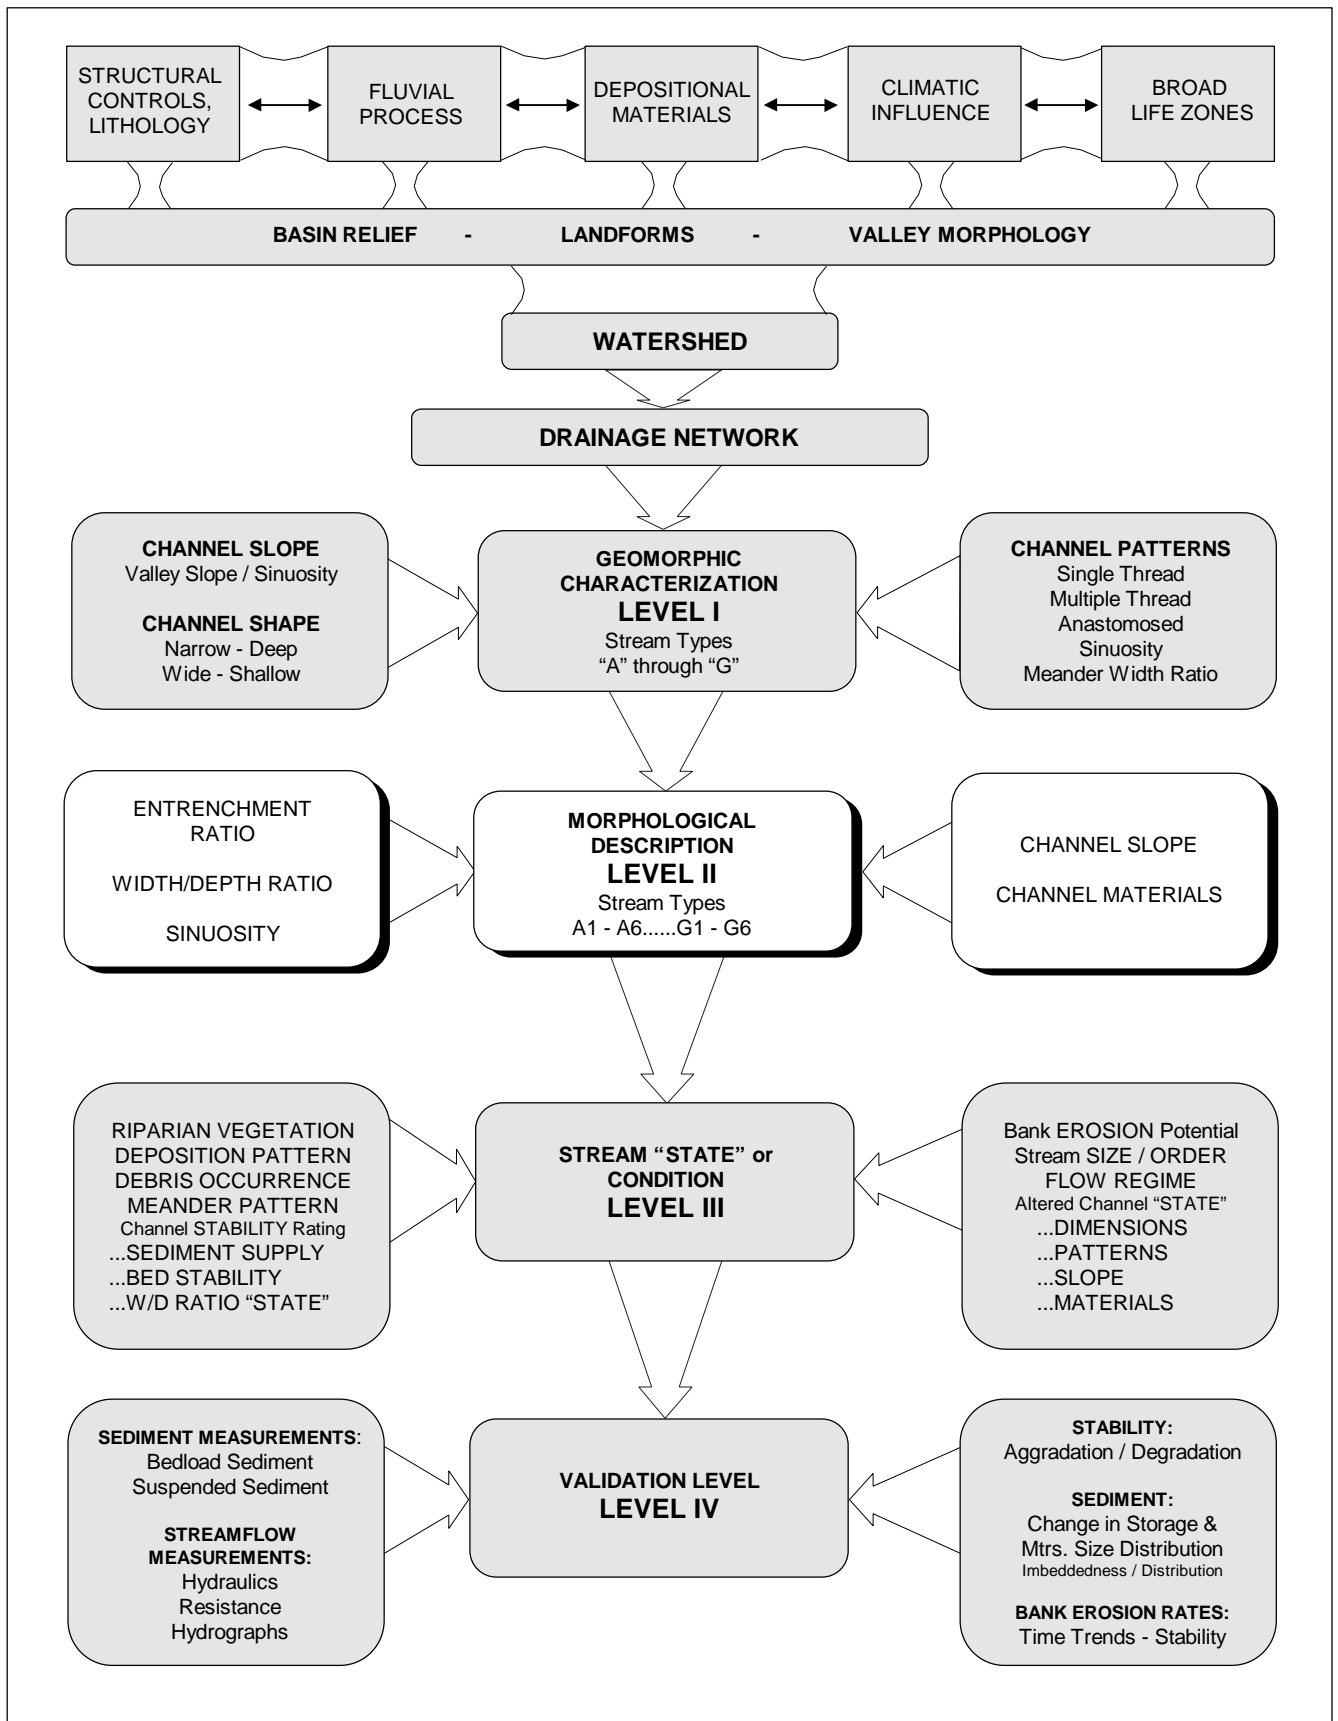 STRUCTURAL
CONTROLS,
LITHOLOGY
FLUVIAL
PROCESS
DEPOSITIONAL
MATERIALS
CLIMATIC
INFLUENCE
BROAD
LIFE ZONES
BASIN RELIEF - LANDFORMS - VALLEY MORPHOLOGY
WATERSHED
DRAINAGE NETWORK
CHANNEL SLOPE
Valley Slope / Sinuosity
CHANNEL SHAPE
Narrow - Deep
Wide - Shallow
GEOMORPHIC
CHARACTERIZATION
LEVEL I
Stream Types
“A” through “G”
CHANNEL PATTERNS
Single Thread
Multiple Thread
Anastomosed
Sinuosity
Meander Width Ratio
ENTRENCHMENT
RATIO
WIDTH/DEPTH RATIO
SINUOSITY
MORPHOLOGICAL
DESCRIPTION
LEVEL II
Stream Types
A1 - A6......G1 - G6
CHANNEL SLOPE
CHANNEL MATERIALS
RIPARIAN VEGETATION
DEPOSITION PATTERN
DEBRIS OCCURRENCE
MEANDER PATTERN
Channel STABILITY Rating
...SEDIMENT SUPPLY
...BED STABILITY
...W/D RATIO “STATE”
STREAM “STATE” or
CONDITION
LEVEL III
Bank EROSION Potential
Stream SIZE / ORDER
FLOW REGIME
Altered Channel “STATE”
...DIMENSIONS
...PATTERNS
...SLOPE
...MATERIALS
SEDIMENT MEASUREMENTS:
Bedload Sediment
Suspended Sediment
STREAMFLOW
MEASUREMENTS:
Hydraulics
Resistance
Hydrographs
VALIDATION LEVEL
LEVEL IV
STABILITY:
Aggradation / Degradation
SEDIMENT:
Change in Storage &
Mtrs. Size Distribution
Imbeddedness / Distribution
BANK EROSION RATES:
Time Trends - Stability